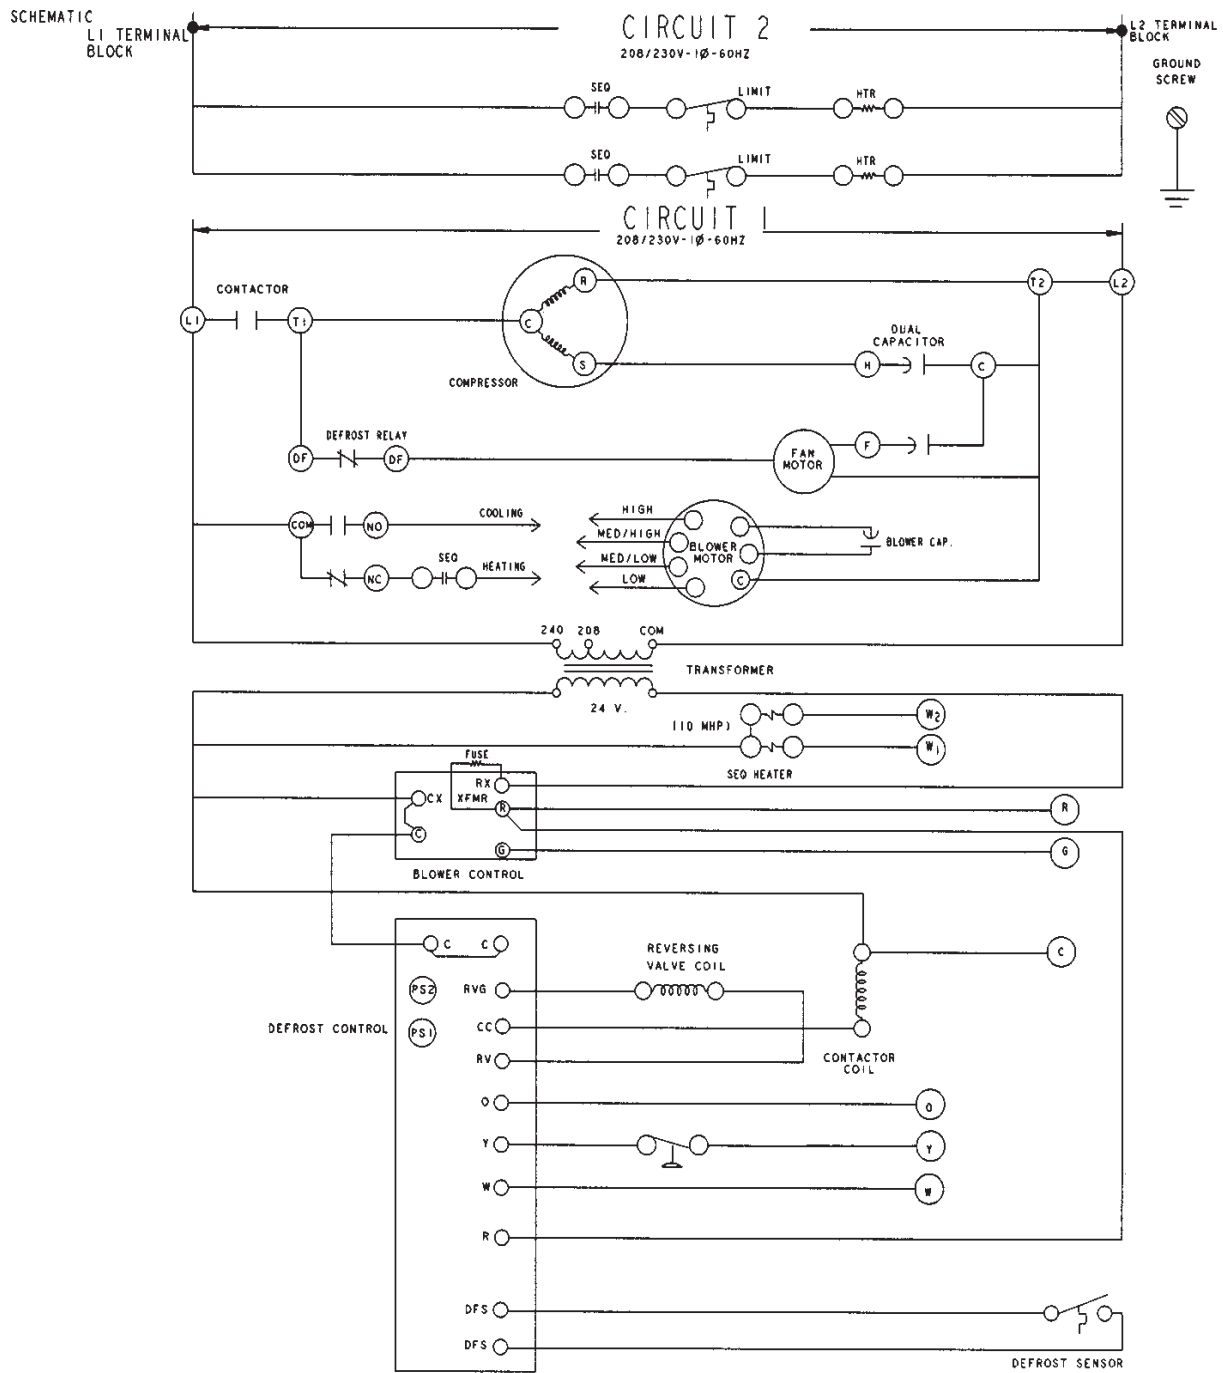 SCHEMATIC
L1 TERMINAL
BLOCK
CIRCUIT 2
208/230V-1Ø-60HZ
L2 TERMINAL
BLOCK
GROUND
SCREW
SEQ
LIMIT
HTR
SEQ
LIMIT
HTR
CIRCUIT 1
208/230V-1Ø-60HZ
CONTACTOR
L1
T1
C
R
S
COMPRESSOR
T2
L2
DUAL
CAPACITOR
H
C
DEFROST RELAY
DF
DF
FAN
MOTOR
F
COM
NO
COOLING
NC
SEQ
HEATING
HIGH
MED/HIGH
MED/LOW
LOW
BLOWER
MOTOR
C
BLOWER CAP.
240
208
COM
TRANSFORMER
24 V.
(10 MHP)
W2
W1
SEQ HEATER
FUSE
RX
CX
XFMR
R
R
C
G
G
BLOWER CONTROL
C
C
REVERSING
VALVE COIL
C
PS2
RVG
DEFROST CONTROL
PS1
CC
CONTACTOR
COIL
RV
O
O
Y
Y
W
W
R
DFS
DFS
DEFROST SENSOR